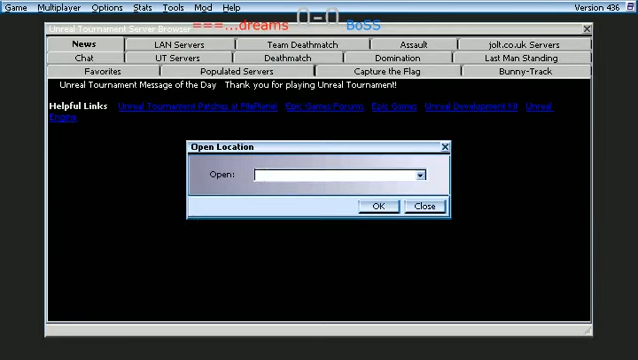 Game Multiplayer Options Stats Tools Mod Help Version 436
===...dreams 0-0 BoSS
Unreal Tournament Server Browser
News LAN Servers Team Deathmatch Assault jolt.co.uk Servers
Chat UT Servers Deathmatch Domination Last Man Standing
Favorites Populated Servers Capture the Flag Bunny-Track
Unreal Tournament Message of the Day Thank you for playing Unreal Tournament!
Helpful Links Unreal Tournament Patches at FilePlanet Epic Games Forums Epic Games Unreal Development Kit Unreal
Engine
Open Location
Open:
OK Close